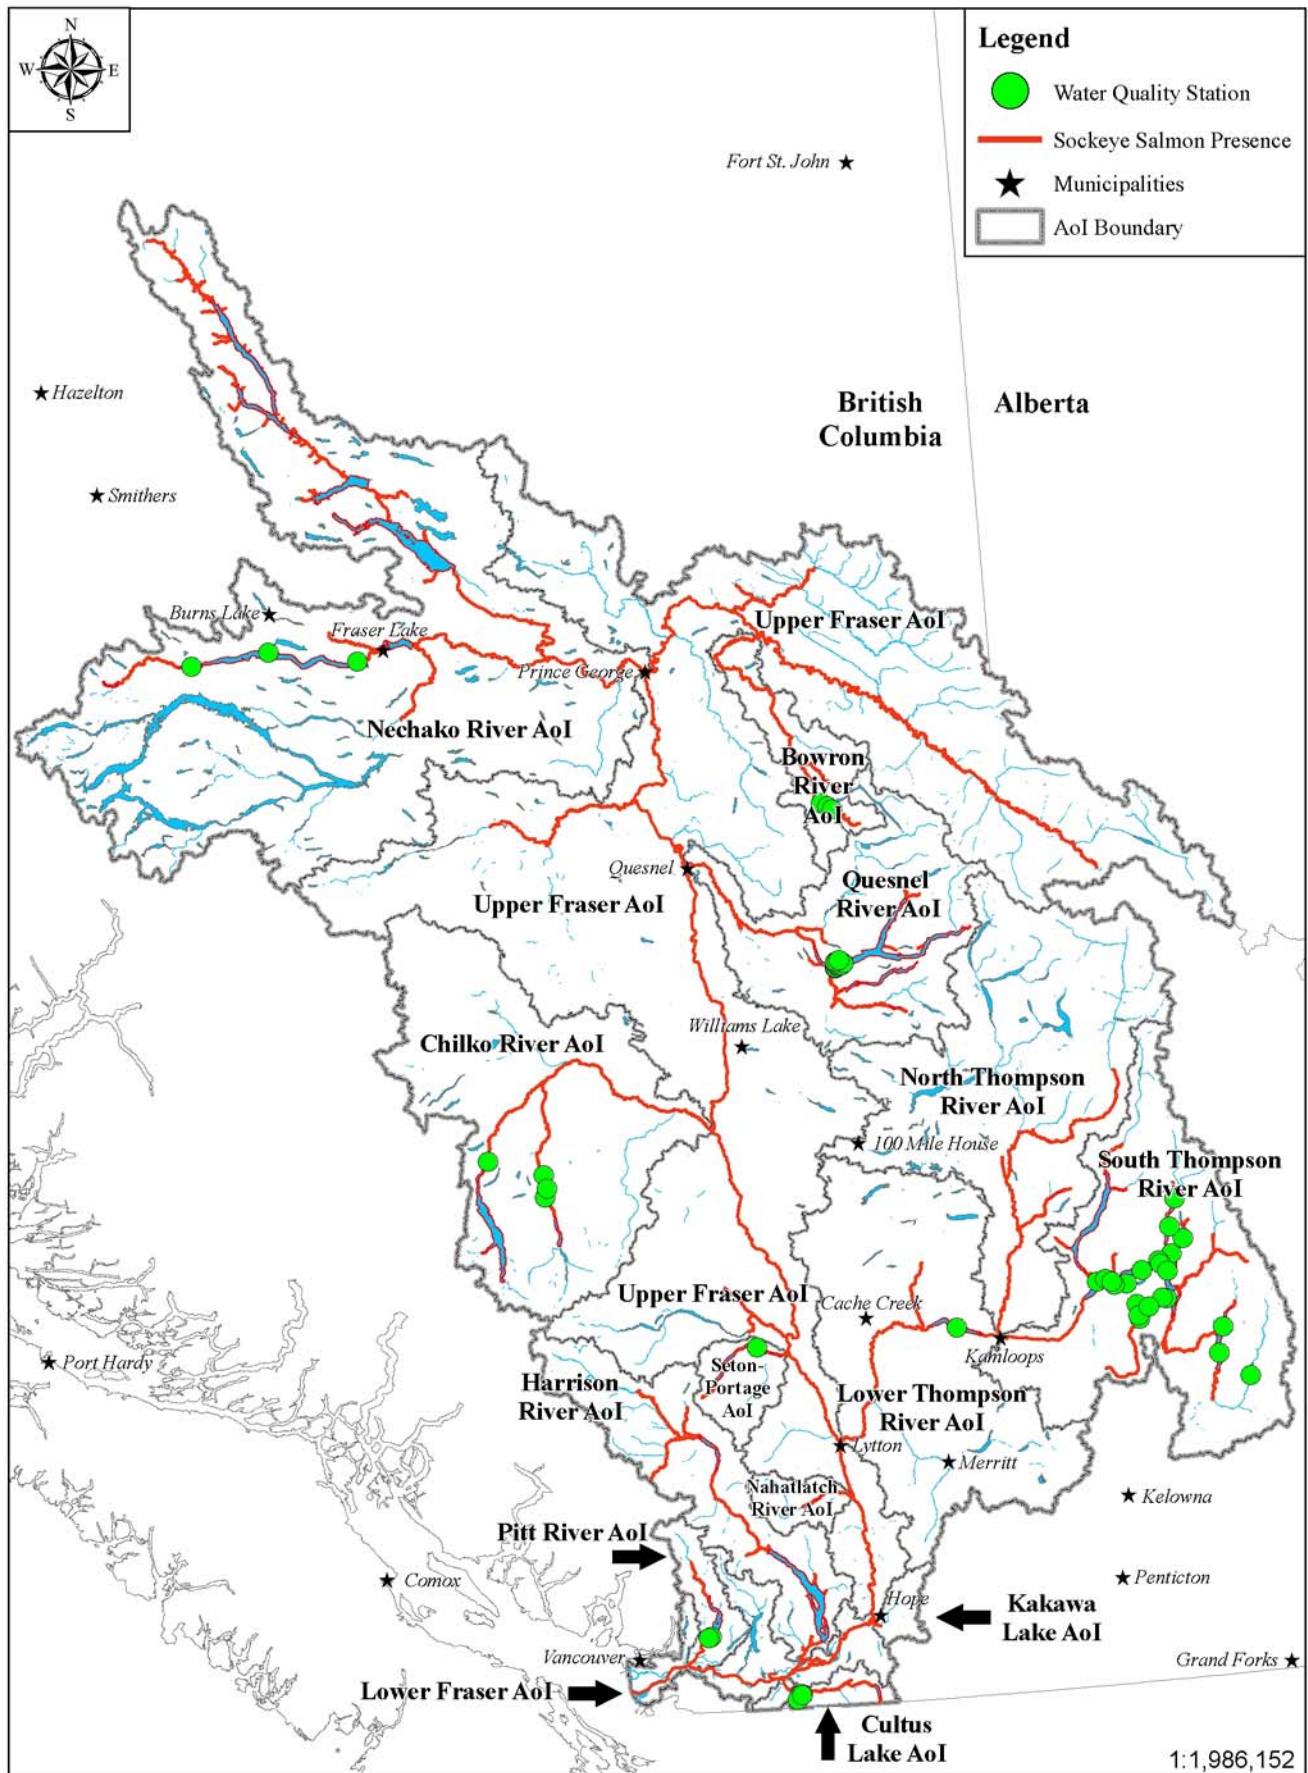 N
W
E
S
Legend
Water Quality Station
Sockeye Salmon Presence
Municipalities
AoI Boundary
Fort St. John
Hazelton
British
Columbia
Alberta
Smithers
Burns Lake
Fraser Lake
Upper Fraser AoI
Prince George
Nechako River AoI
Bowron
River
AoI
Quesnel
Quesnel
River AoI
Upper Fraser AoI
Williams Lake
Chilko River AoI
North Thompson
River AoI
100 Mile House
South Thompson
River AoI
Upper Fraser AoI
Cache Creek
Port Hardy
Kamloops
Seton-
Portage
AoI
Harrison
River AoI
Lower Thompson
River AoI
Lytton
Merritt
Nahatlatch
River AoI
Kelowna
Pitt River AoI
Comox
Penticton
Hope
Kakawa
Lake AoI
Vancouver
Grand Forks
Lower Fraser AoI
Cultus
Lake AoI
1:1,986,152